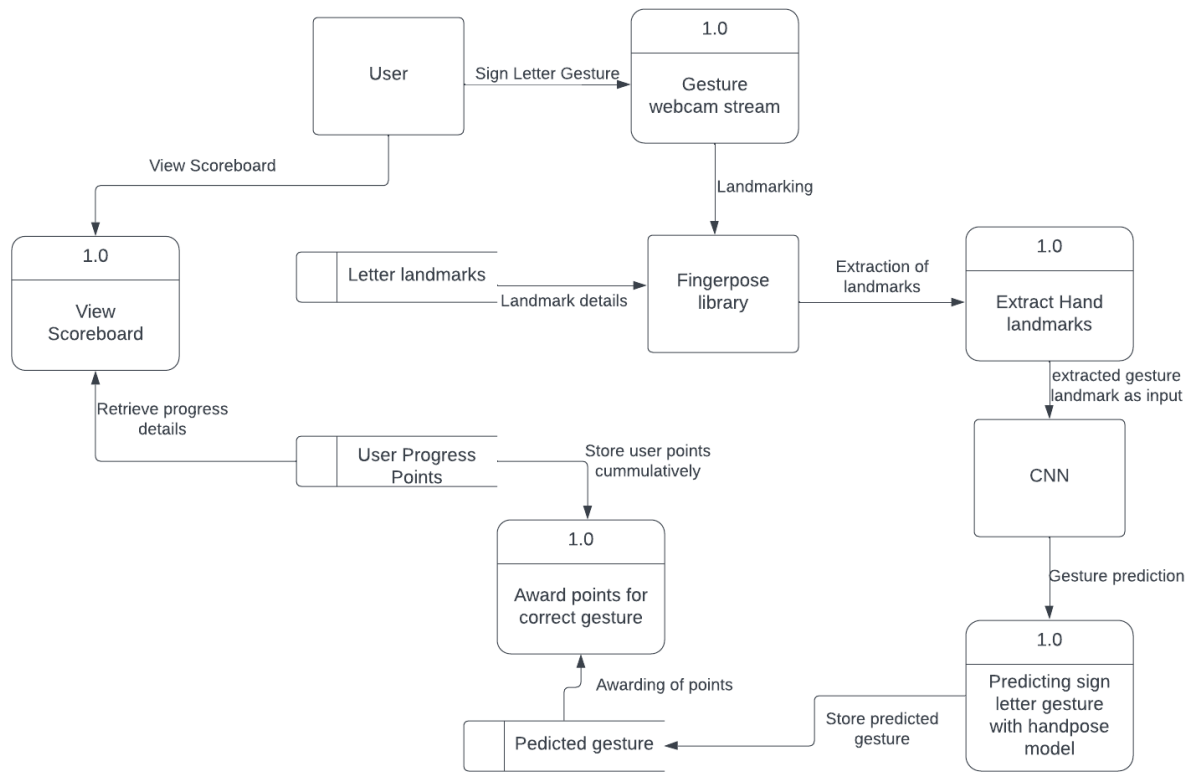 1.0
User
Sign Letter Gesture
Gesture
webcam stream
View Scoreboard
Landmarking
1.0
View
Scoreboard
Letter landmarks
Landmark details
Fingerpose
library
Extraction of
landmarks
1.0
Extract Hand
landmarks
extracted gesture
landmark as input
Retrieve progress
details
User Progress
Points
Store user points
cummulatively
CNN
1.0
Award points for
correct gesture
Gesture prediction
1.0
Predicting sign
letter gesture
with handpose
model
Awarding of points
Store predicted
gesture
Pedicted gesture